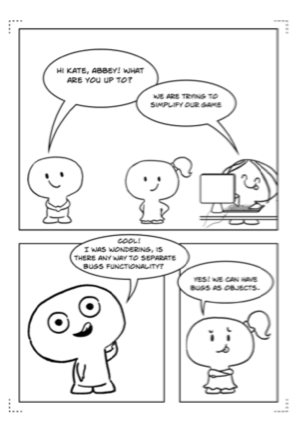 HI KATE, ABBEY! WHAT
ARE YOU UP TO?
WE ARE TRYING TO
SIMPLIFY OUR GAME
COOL!
I WAS WONDERING, IS
THERE ANY WAY TO SEPARATE
BUGS FUNCTIONALITY?
YES! WE CAN HAVE
BUGS AS OBJECTS.